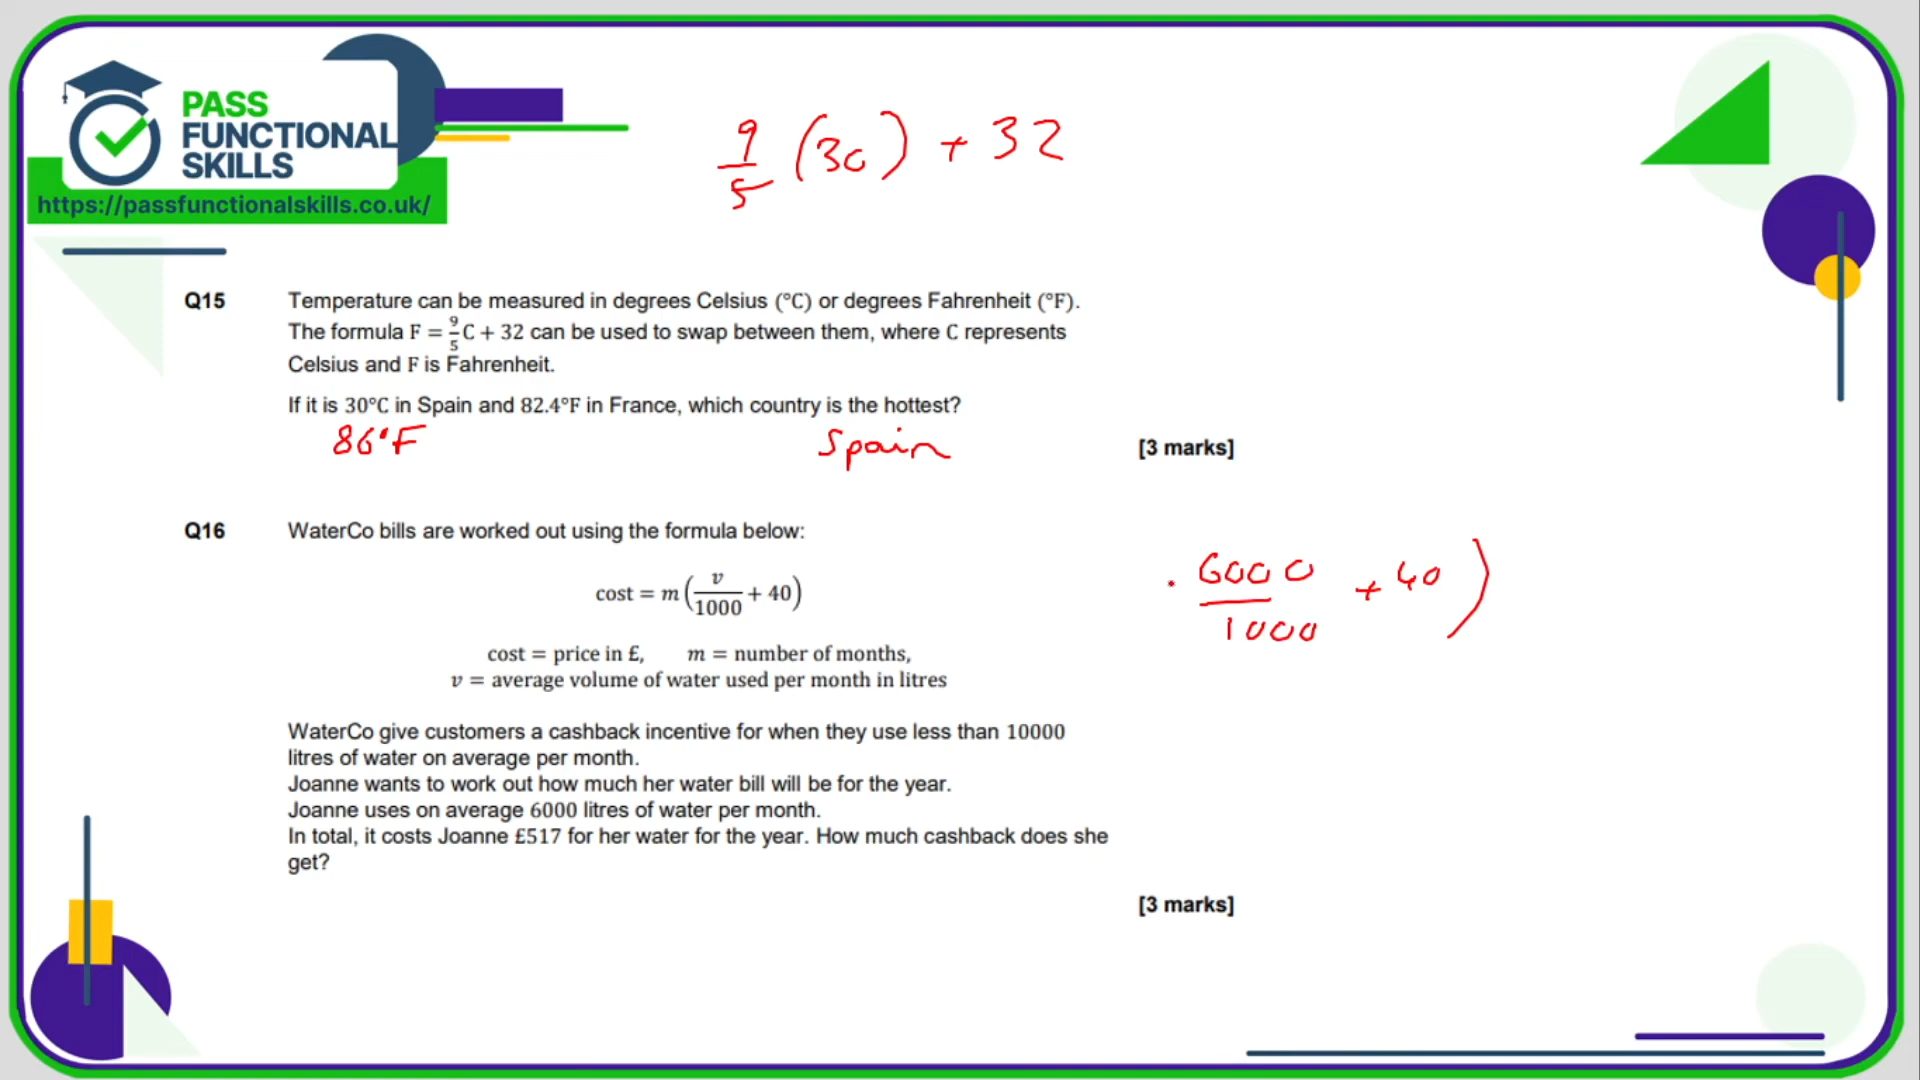 PASS
FUNCTIONAL
SKILLS
https://passfunctionalskills.co.uk/
9/5 (30) + 32
Q15 Temperature can be measured in degrees Celsius (°C) or degrees Fahrenheit (°F).
The formula F = 9/5 C + 32 can be used to swap between them, where C represents
Celsius and F is Fahrenheit.
If it is 30°C in Spain and 82.4°F in France, which country is the hottest?
86°F Spain
[3 marks]
Q16 WaterCo bills are worked out using the formula below:
cost = m(v/1000 + 40)
6000/1000 + 40)
cost = price in £, m = number of months,
v = average volume of water used per month in litres
WaterCo give customers a cashback incentive for when they use less than 10000
litres of water on average per month.
Joanne wants to work out how much her water bill will be for the year.
Joanne uses on average 6000 litres of water per month.
In total, it costs Joanne £517 for her water for the year. How much cashback does she
get?
[3 marks]